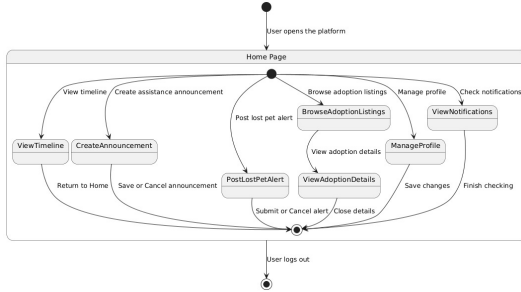 User opens the platform
Home Page
View timeline
Create assistance announcement
Post lost pet alert
Browse adoption listings
Manage profile
Check notifications
BrowseAdoptionListings
ViewNotifications
ViewTimeline
CreateAnnouncement
View adoption details
ManageProfile
PostLostPetAlert
ViewAdoptionDetails
Return to Home
Save or Cancel announcement
Submit or Cancel alert
Close details
Save changes
Finish checking
User logs out